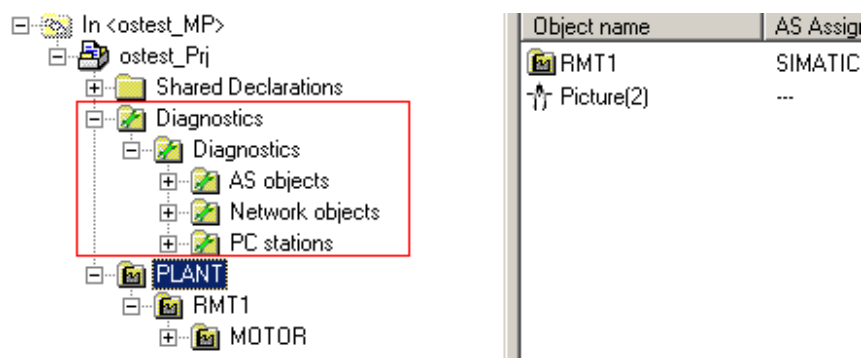 In <ostest_MP>
ostest_Prj
Shared Declarations
Diagnostics
Diagnostics
AS objects
Network objects
PC stations
PLANT
RMT1
MOTOR
Object name
AS Assign
RMT1
SIMATIC
Picture(2)
---